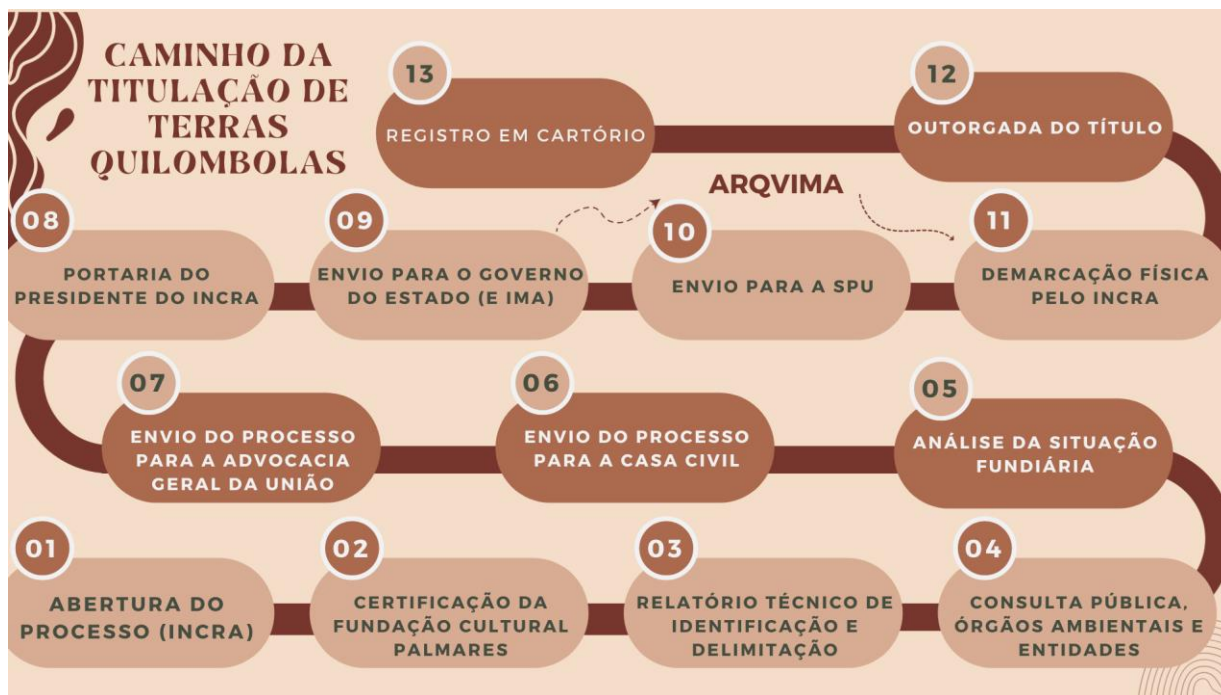 CAMINHO DA
TITULAÇÃO DE
TERRAS
QUILOMBOLAS
13
REGISTRO EM CARTÓRIO
12
OUTORGADA DO TÍTULO
ARQVIMA
08
PORTARIA DO
PRESIDENTE DO INCRA
09
ENVIO PARA O GOVERNO
DO ESTADO (E IMA)
10
ENVIO PARA A SPU
11
DEMARCAÇÃO FÍSICA
PELO INCRA
07
ENVIO DO PROCESSO
PARA A ADVOCACIA
GERAL DA UNIÃO
06
ENVIO DO PROCESSO
PARA A CASA CIVIL
05
ANÁLISE DA SITUAÇÃO
FUNDIÁRIA
01
ABERTURA DO
PROCESSO (INCRA)
02
CERTIFICAÇÃO DA
FUNDAÇÃO CULTURAL
PALMARES
03
RELATÓRIO TÉCNICO DE
IDENTIFICAÇÃO E
DELIMITAÇÃO
04
CONSULTA PÚBLICA,
ÓRGÃOS AMBIENTAIS E
ENTIDADES